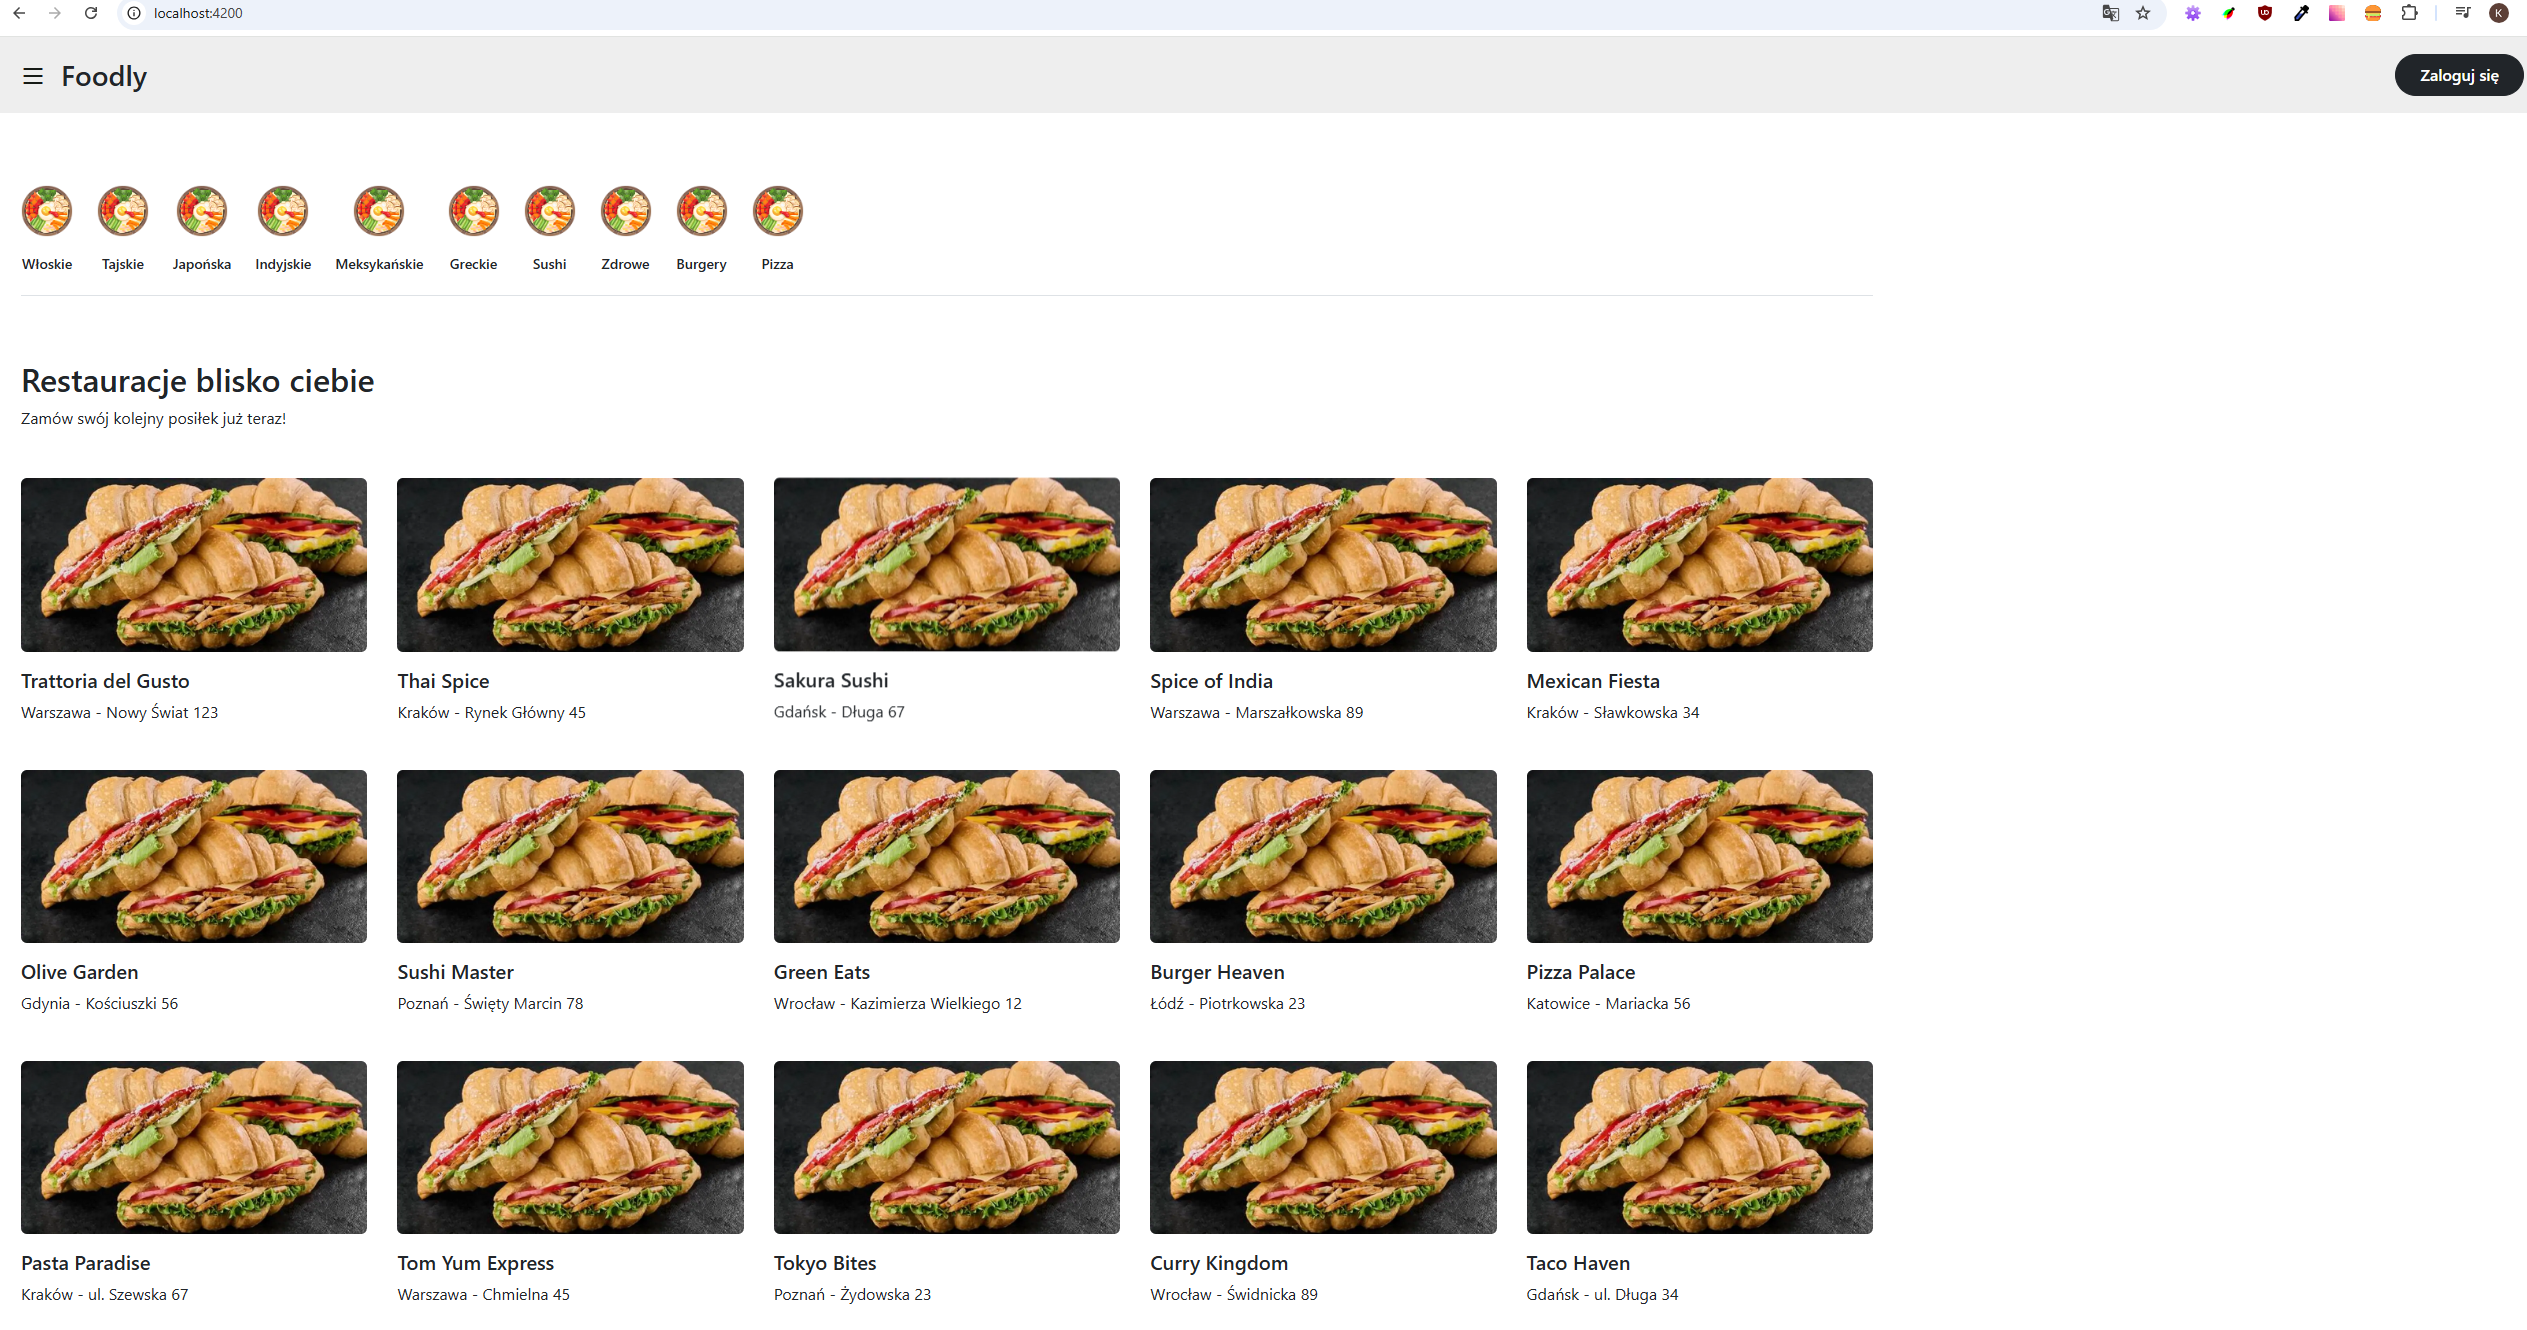 localhost:4200
Foodly
Zaloguj się
Włoskie Tajskie Japońska Indyjskie Meksykańskie Greckie Sushi Zdrowe Burgery Pizza
Restauracje blisko ciebie
Zamów swój kolejny posiłek już teraz!
Trattoria del Gusto
Warszawa - Nowy Świat 123
Thai Spice
Kraków - Rynek Główny 45
Sakura Sushi
Gdańsk - Długa 67
Spice of India
Warszawa - Marszałkowska 89
Mexican Fiesta
Kraków - Sławkowska 34
Olive Garden
Gdynia - Kościuszki 56
Sushi Master
Poznań - Święty Marcin 78
Green Eats
Wrocław - Kazimierza Wielkiego 12
Burger Heaven
Łódź - Piotrkowska 23
Pizza Palace
Katowice - Mariacka 56
Pasta Paradise
Kraków - ul. Szewska 67
Tom Yum Express
Warszawa - Chmielna 45
Tokyo Bites
Poznań - Żydowska 23
Curry Kingdom
Wrocław - Świdnicka 89
Taco Haven
Gdańsk - ul. Długa 34